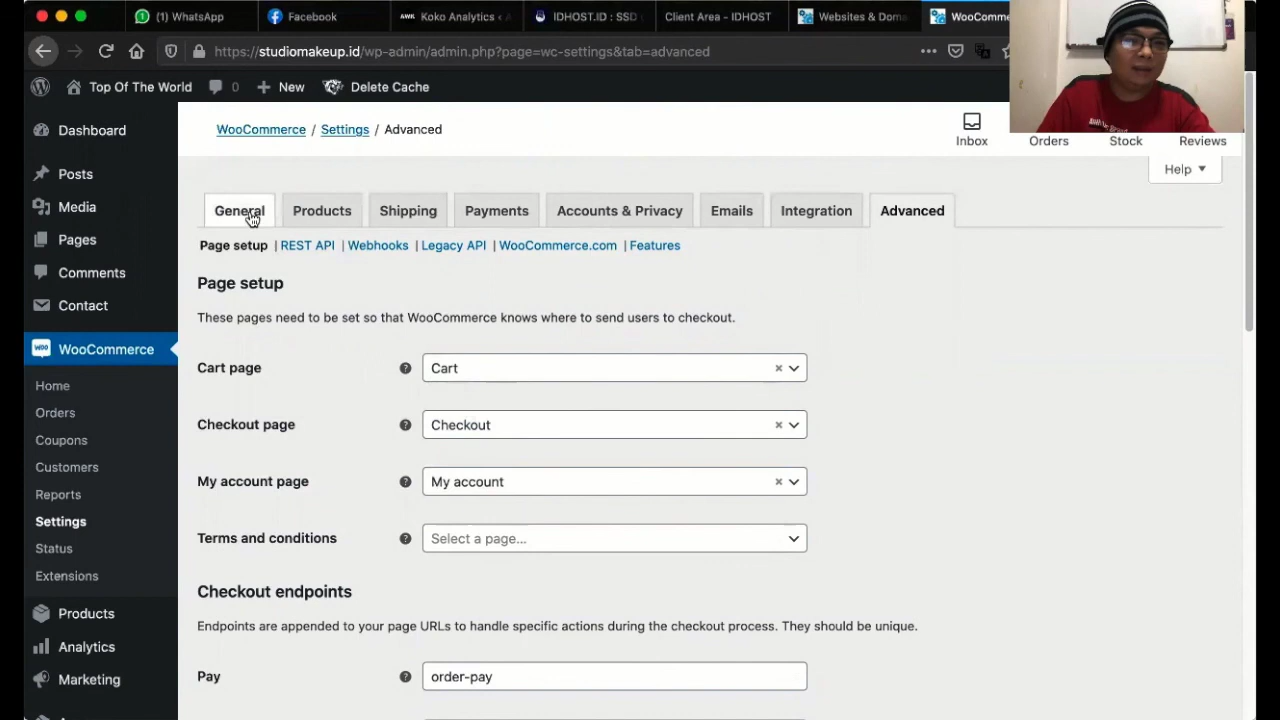 (1) WhatsApp
Facebook
AWK Koko Analytics < A
IDHOST.ID : SSD
Client Area - IDHOST
Websites & Doma
WooComme
https://studiomakeup.id/wp-admin/admin.php?page=wc-settings&tab=advanced
Top Of The World
0
+ New
Delete Cache
Dashboard
Posts
Media
Pages
Comments
Contact
WooCommerce
Home
Orders
Coupons
Customers
Reports
Settings
Status
Extensions
Products
Analytics
Marketing
WooCommerce / Settings / Advanced
Inbox
Orders
Stock
Reviews
Help
General
Products
Shipping
Payments
Accounts & Privacy
Emails
Integration
Advanced
Page setup | REST API | Webhooks | Legacy API | WooCommerce.com | Features
Page setup
These pages need to be set so that WooCommerce knows where to send users to checkout.
Cart page
Cart
Checkout page
Checkout
My account page
My account
Terms and conditions
Select a page...
Checkout endpoints
Endpoints are appended to your page URLs to handle specific actions during the checkout process. They should be unique.
Pay
order-pay